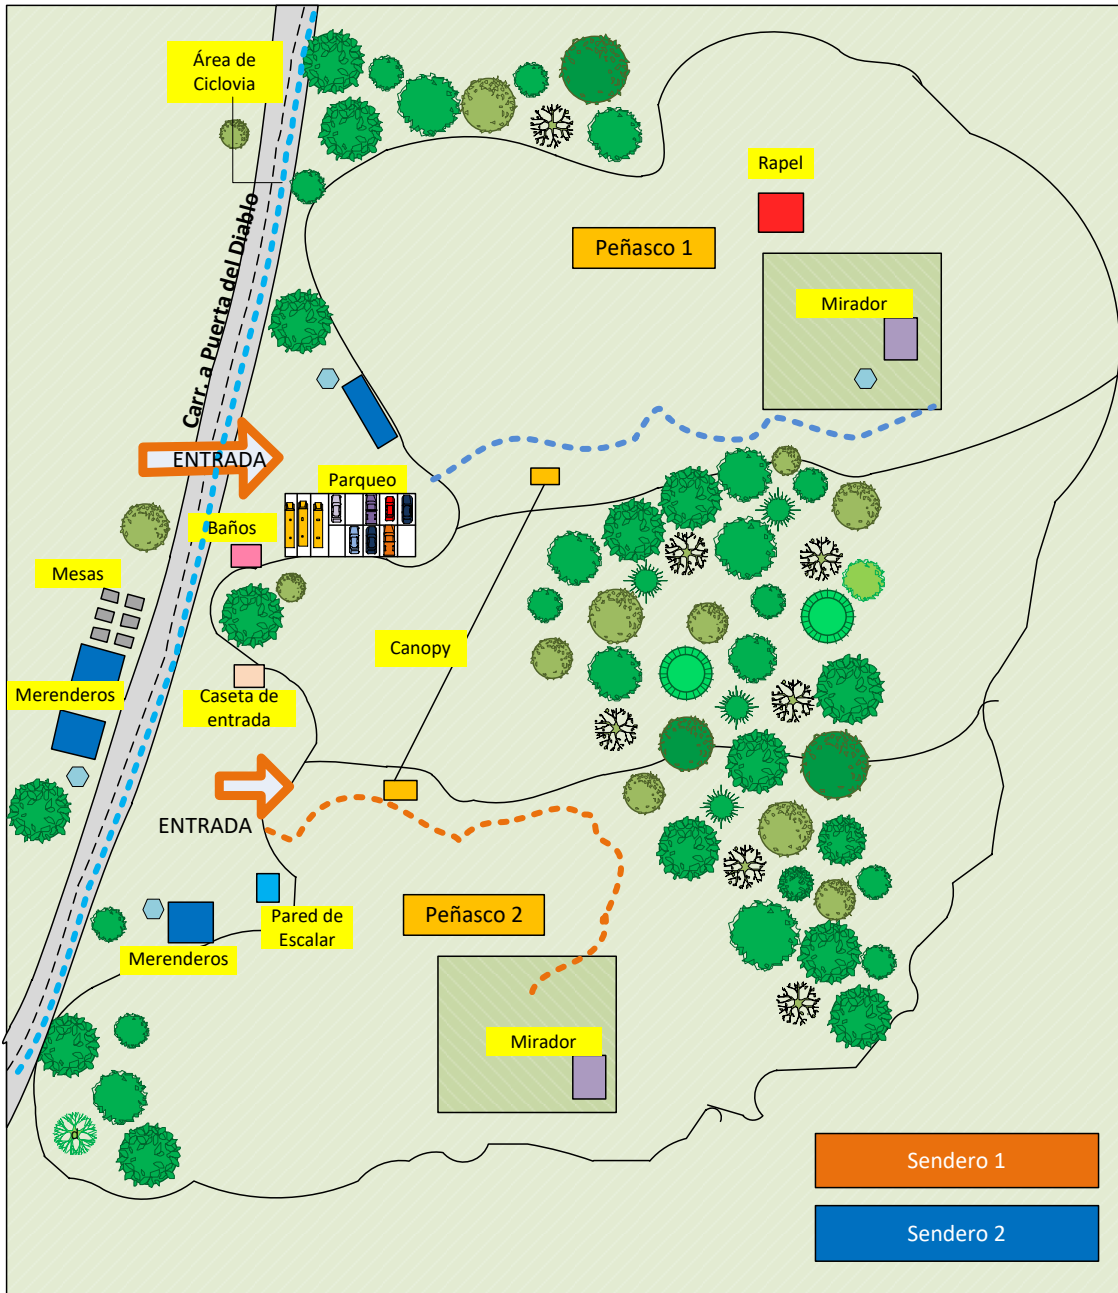 Área de
Ciclovia
Carr. a Puerta del Diablo
Rapel
Peñasco 1
Mirador
ENTRADA
Parqueo
Baños
Mesas
Canopy
Merenderos
Caseta de
entrada
ENTRADA
Pared de
Escalar
Peñasco 2
Merenderos
Mirador
d
Sendero 1
Sendero 2